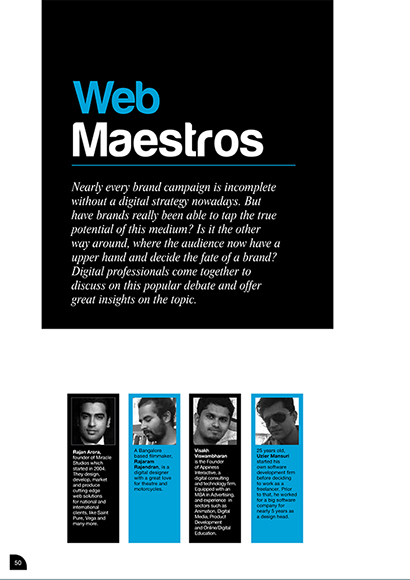 Web
Maestros
Nearly every brand campaign is incomplete
without a digital strategy nowadays. But
have brands really been able to tap the true
potential of this medium? Is it the other
way around, where the audience now have a
upper hand and decide the fate of a brand?
Digital professionals come together to
discuss on this popular debate and offer
great insights on the topic.
Rajan Arora,
founder of Miracle
Studios which
started in 2004.
They design,
develop, market
and produce
cutting-edge
web solutions
for national and
international
clients, like Saint
Pure, Vega and
many more.
A Bangalore
based filmmaker,
Rajaram
Rajendran, is a
digital designer
with a great love
for theatre and
motorcycles.
Visakh
Viswambharan
is the Founder
of Appiness
Interactive, a
digital consulting
and technology firm.
Equipped with an
MBA in Advertising,
and experience in
sectors such as
Animation, Digital
Media, Product
Development
and Online/Digital
Education.
25 years old,
Uzier Mansuri
started his
own software
development firm
before deciding
to work as a
freelancer. Prior
to that, he worked
for a big software
company for
nearly 5 years as
a design head.
50